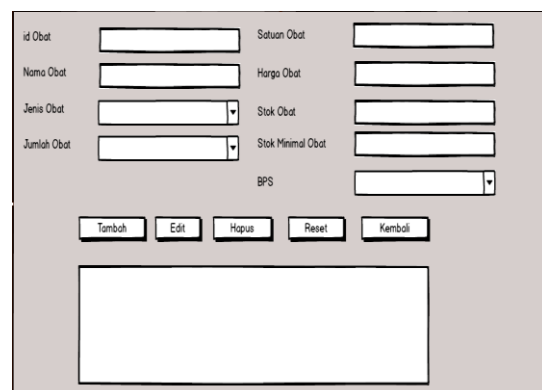 id Obat
Nama Obat
Jenis Obat
Jumlah Obat
Satuan Obat
Harga Obat
Stok Obat
Stok Minimal Obat
BPS
Tambah Edit Hapus Reset Kembali